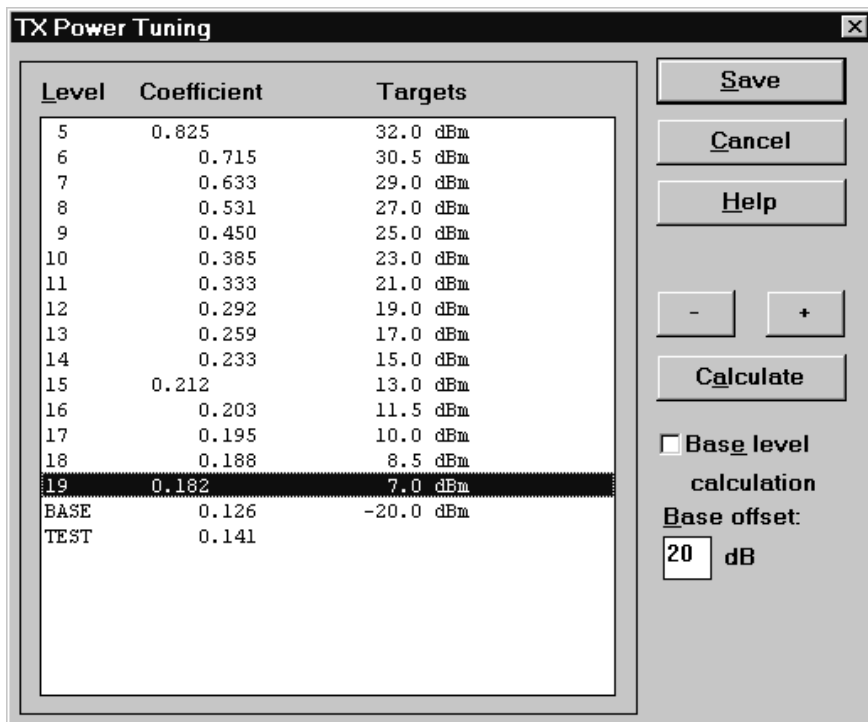 TX Power Tuning
Level Coefficient Targets
5 0.825 32.0 dBm
6 0.715 30.5 dBm
7 0.633 29.0 dBm
8 0.531 27.0 dBm
9 0.450 25.0 dBm
10 0.385 23.0 dBm
11 0.333 21.0 dBm
12 0.292 19.0 dBm
13 0.259 17.0 dBm
14 0.233 15.0 dBm
15 0.212 13.0 dBm
16 0.203 11.5 dBm
17 0.195 10.0 dBm
18 0.188 8.5 dBm
19 0.182 7.0 dBm
BASE 0.126 -20.0 dBm
TEST 0.141
Save
Cancel
Help
- +
Calculate
Base level
calculation
Base offset:
20 dB